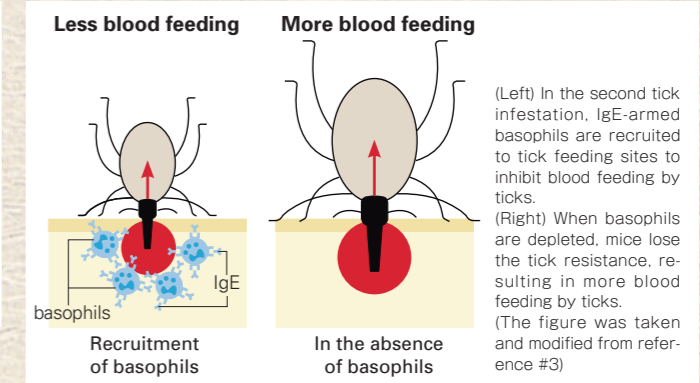 Less blood feeding
More blood feeding
basophils
IgE
Recruitment
of basophils
In the absence
of basophils
(Left) In the second tick
infestation, IgE-armed
basophils are recruited
to tick feeding sites to
inhibit blood feeding by
ticks.
(Right) When basophils
are depleted, mice lose
the tick resistance, re-
sulting in more blood
feeding by ticks.
(The figure was taken
and modified from refer-
ence #3)